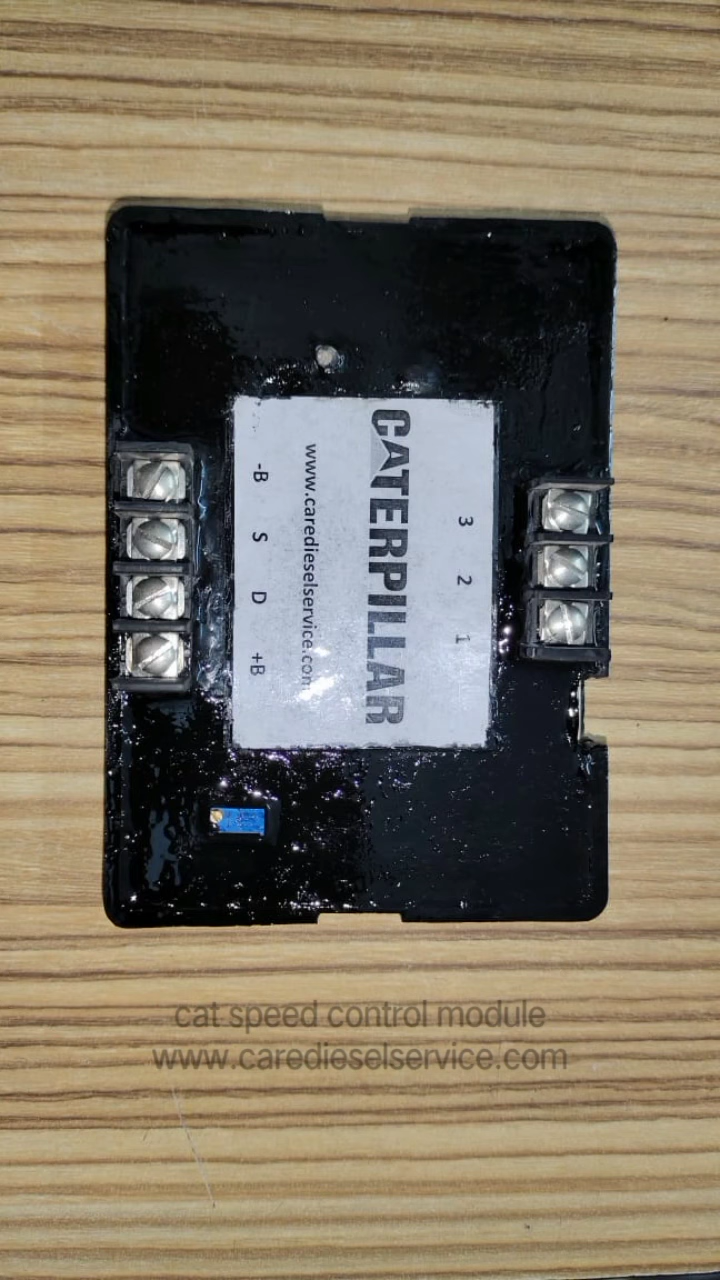 3 2 1
CATERPILLAR
www.caredieselservice.com
-B S D +B
cat speed control module
www.caredieselservice.com